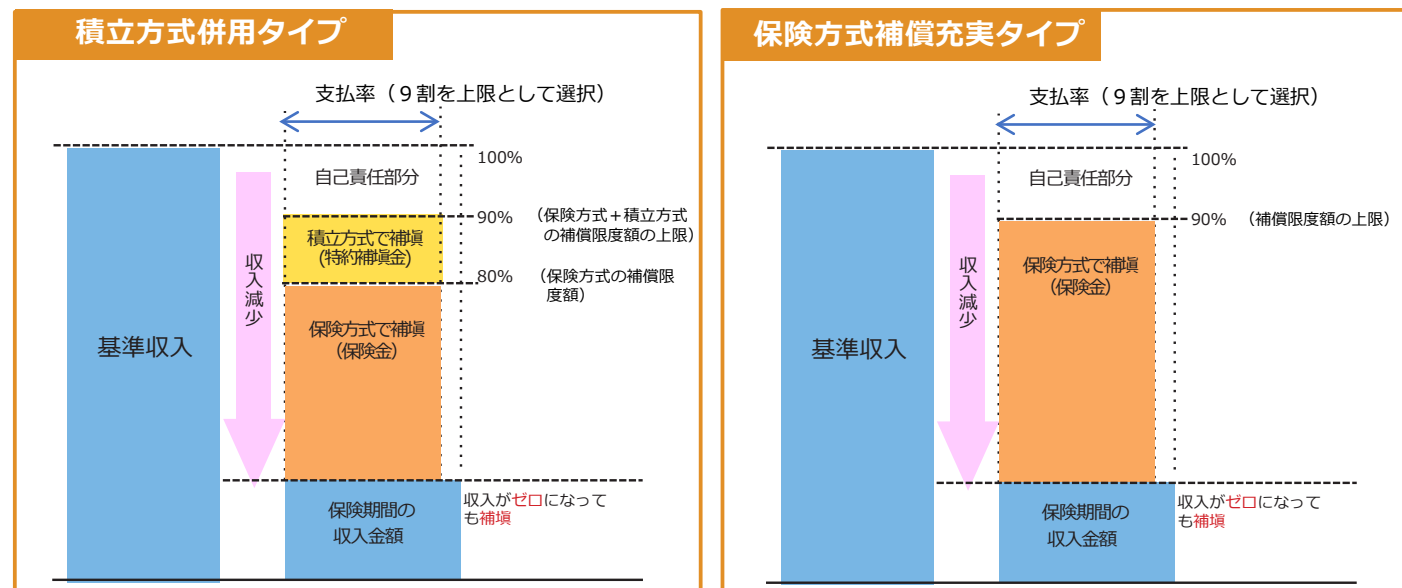 積立方式併用タイプ
支払率（９割を上限として選択）
100%
自己責任部分
90%
（保険方式＋積立方式
の補償限度額の上限）
積立方式で補塡
(特約補塡金)
80%
（保険方式の補償限
度額）
収入減少
基準収入
保険方式で補塡
(保険金)
収入がゼロになって
も補塡
保険期間の
収入金額
保険方式補償充実タイプ
支払率（９割を上限として選択）
100%
自己責任部分
90%
（補償限度額の上限）
保険方式で補塡
(保険金)
収入減少
基準収入
収入がゼロになって
も補塡
保険期間の
収入金額